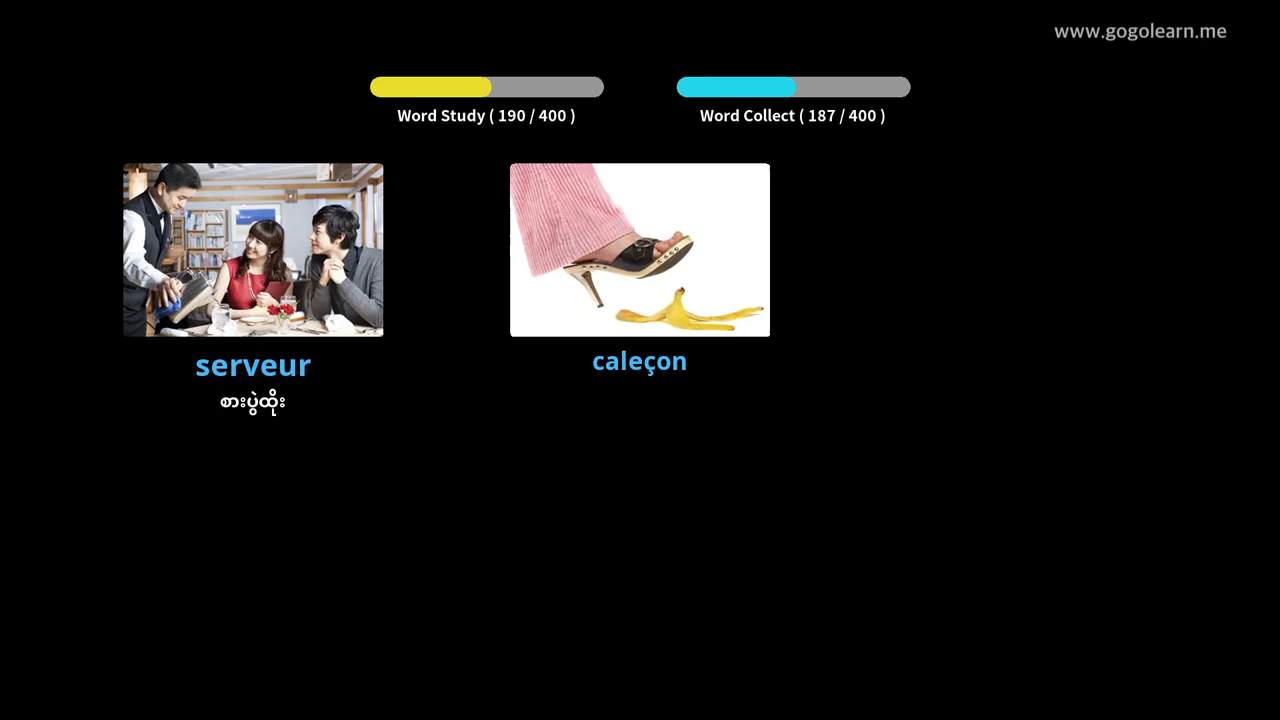 www.gogolearn.me
Word Study ( 190 / 400 )
Word Collect ( 187 / 400 )
serveur
စားပွဲထိုး
caleçon